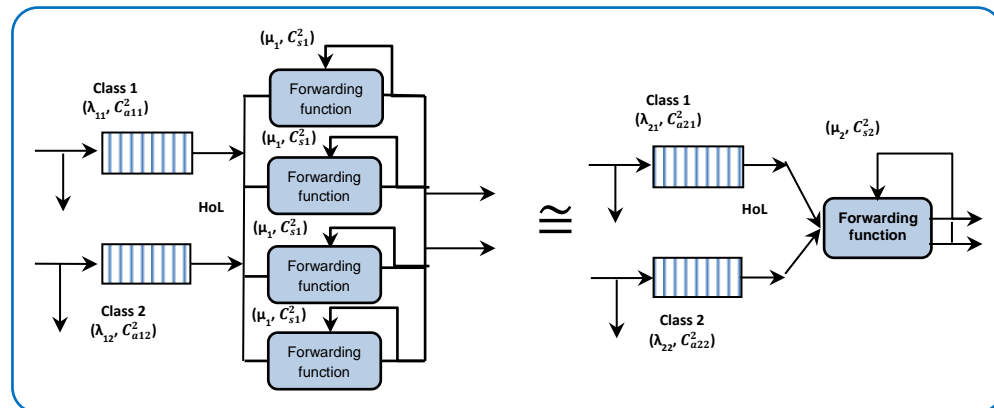 (μ₁, C²ₛ₁)
Forwarding
function
Class 1
(λ₁₁, C²ₐ₁₁)
(μ₁, C²ₛ₁)
Forwarding
function
HoL
(μ₁, C²ₛ₁)
Forwarding
function
Class 2
(λ₁₂, C²ₐ₁₂)
(μ₁, C²ₛ₁)
Forwarding
function
≅
Class 1
(λ₂₁, C²ₐ₂₁)
(μ₂, C²ₛ₂)
HoL
Forwarding
function
Class 2
(λ₂₂, C²ₐ₂₂)